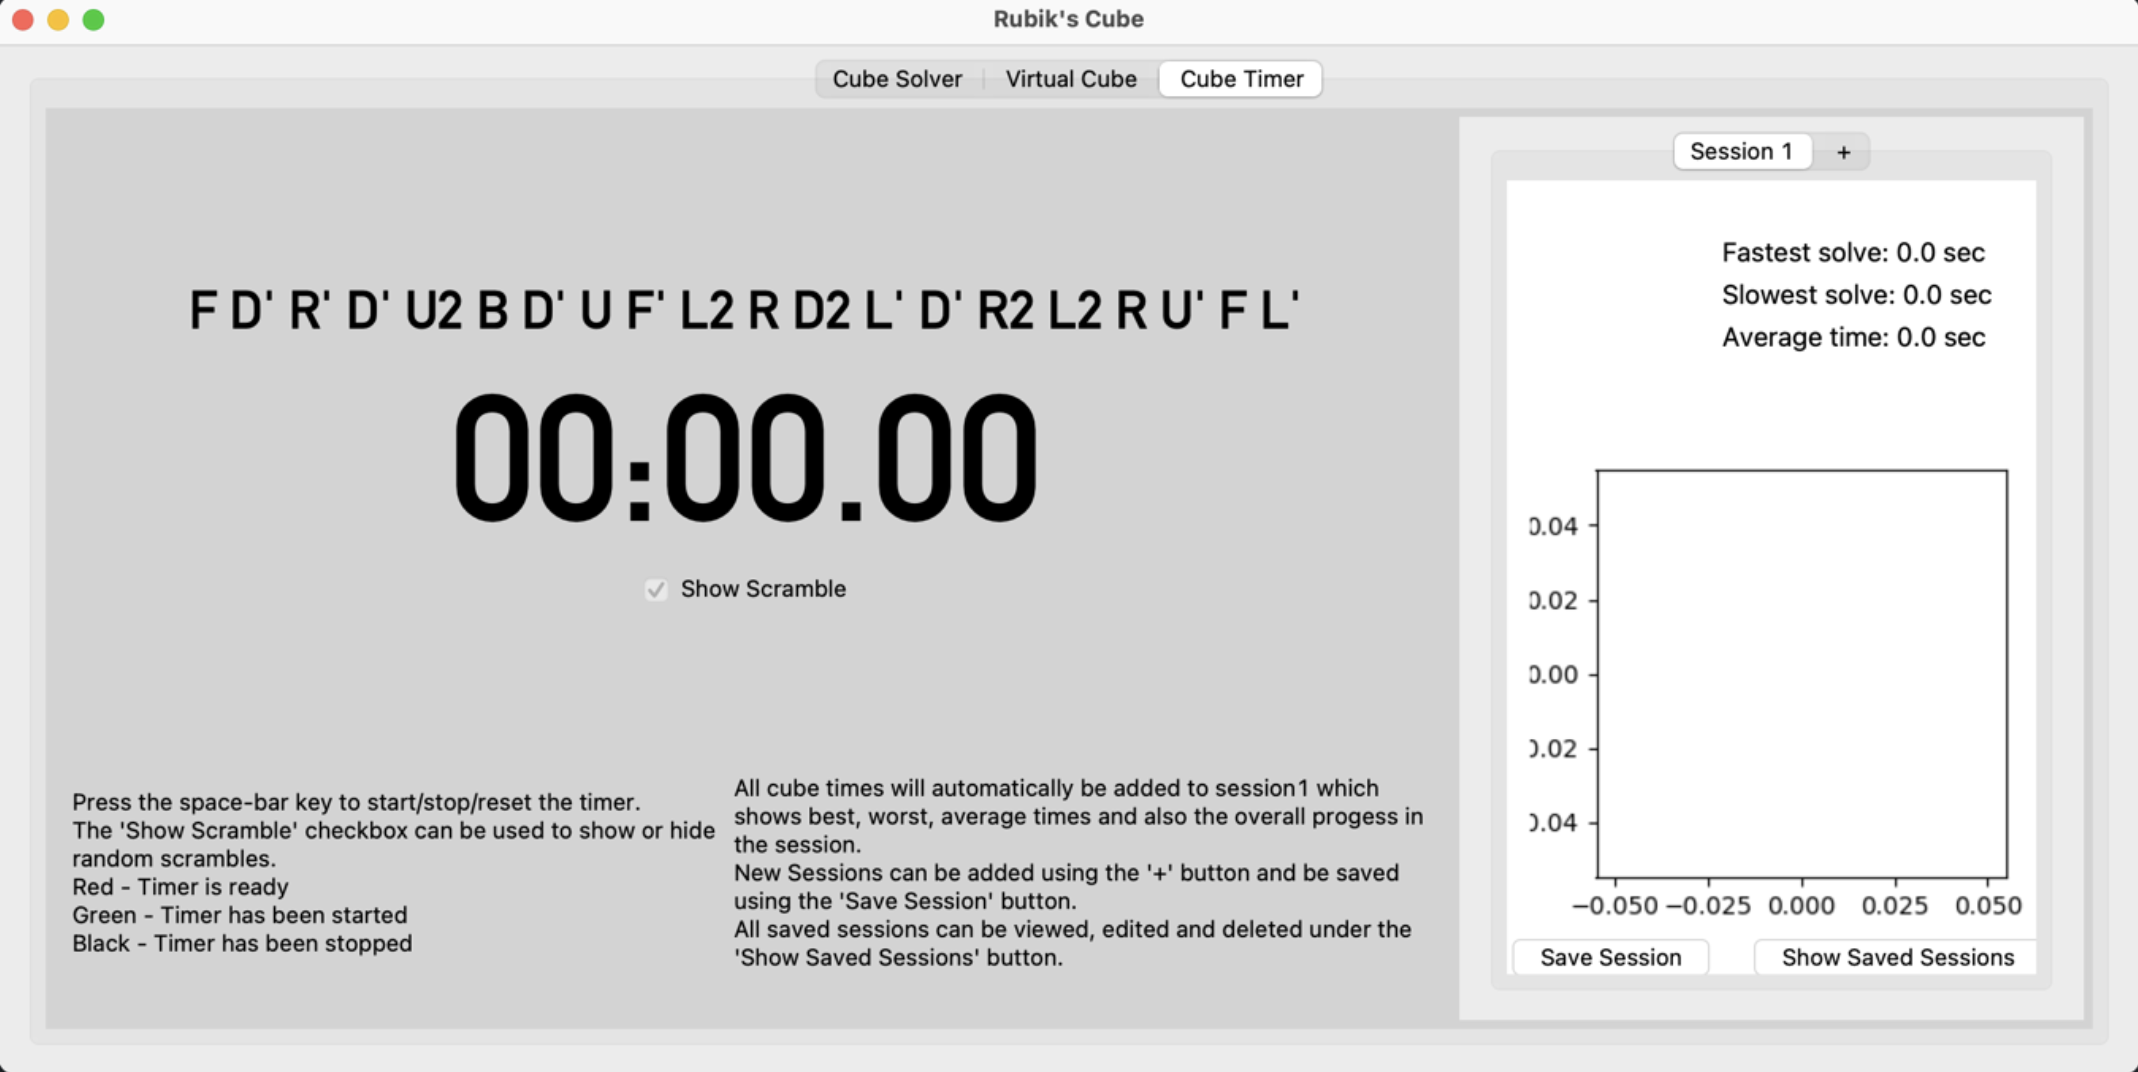 Rubik's Cube
Cube Solver
Virtual Cube
Cube Timer
F D' R' D' U2 B D' U F' L2 R D2 L' D' R2 L2 R U' F L'
00:00.00
Show Scramble
Press the space-bar key to start/stop/reset the timer.
The 'Show Scramble' checkbox can be used to show or hide
random scrambles.
Red - Timer is ready
Green - Timer has been started
Black - Timer has been stopped
All cube times will automatically be added to session1 which
shows best, worst, average times and also the overall progess in
the session.
New Sessions can be added using the '+' button and be saved
using the 'Save Session' button.
All saved sessions can be viewed, edited and deleted under the
'Show Saved Sessions' button.
Session 1
+
Fastest solve: 0.0 sec
Slowest solve: 0.0 sec
Average time: 0.0 sec
0.04
0.02
0.00
0.02
0.04
−0.050 −0.025 0.000 0.025 0.050
Save Session
Show Saved Sessions